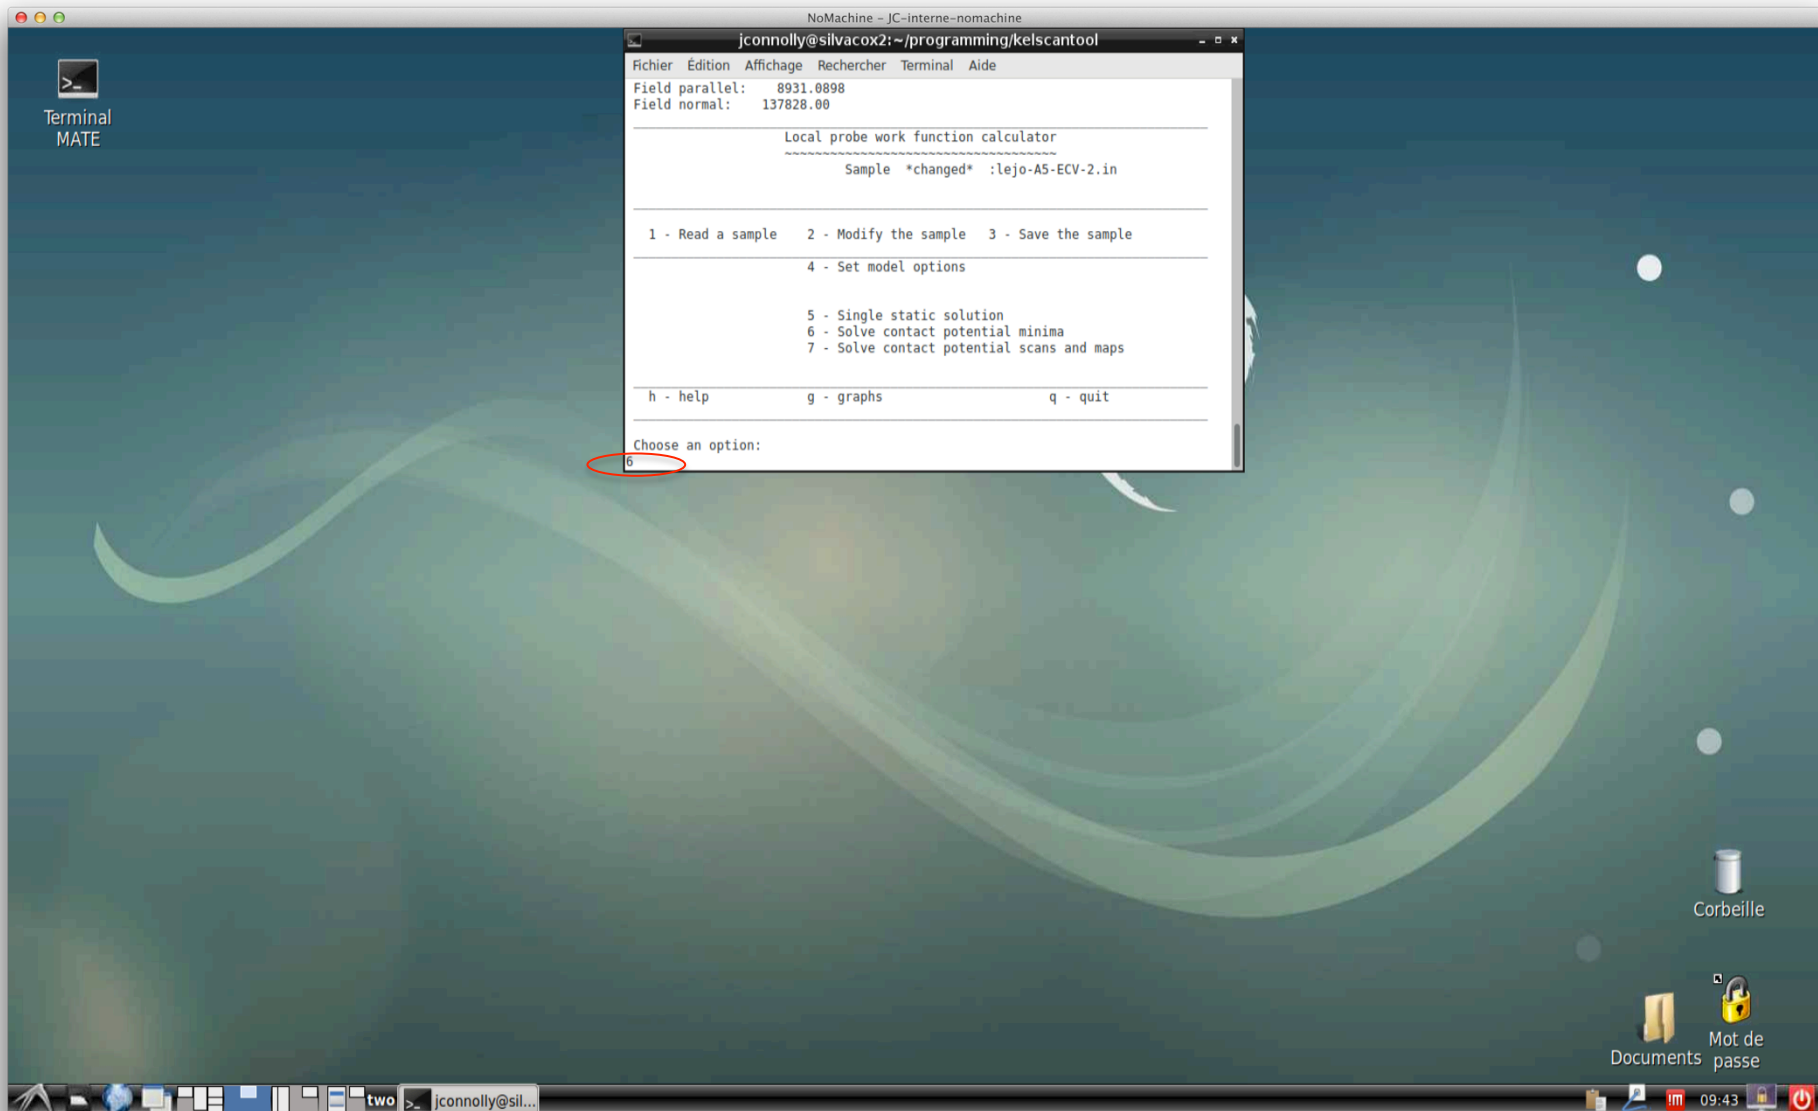 NoMachine – JC-interne-nomachine
jconnolly@silvacox2:~/programming/kelscantool
Fichier Édition Affichage Rechercher Terminal Aide
Field parallel: 8931.0898
Field normal: 137828.00
Local probe work function calculator
~~~~~~~~~~~~~~~~~~~~~~~~~~~~~~~~~~~~
Sample *changed* :lejo-A5-ECV-2.in
1 - Read a sample 2 - Modify the sample 3 - Save the sample
4 - Set model options
5 - Single static solution
6 - Solve contact potential minima
7 - Solve contact potential scans and maps
h - help g - graphs q - quit
Choose an option:
6
Terminal
MATE
Corbeille
Documents
Mot de
passe
two
jconnolly@sil...
!M
09:43